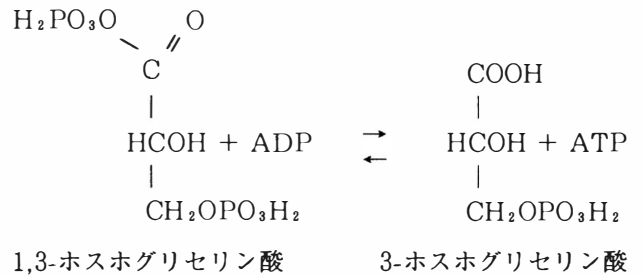 H₂PO₃O O
C
COOH
HCOH + ADP ⇄ HCOH + ATP
CH₂OPO₃H₂ CH₂OPO₃H₂
1,3-ホスホグリセリン酸 3-ホスホグリセリン酸